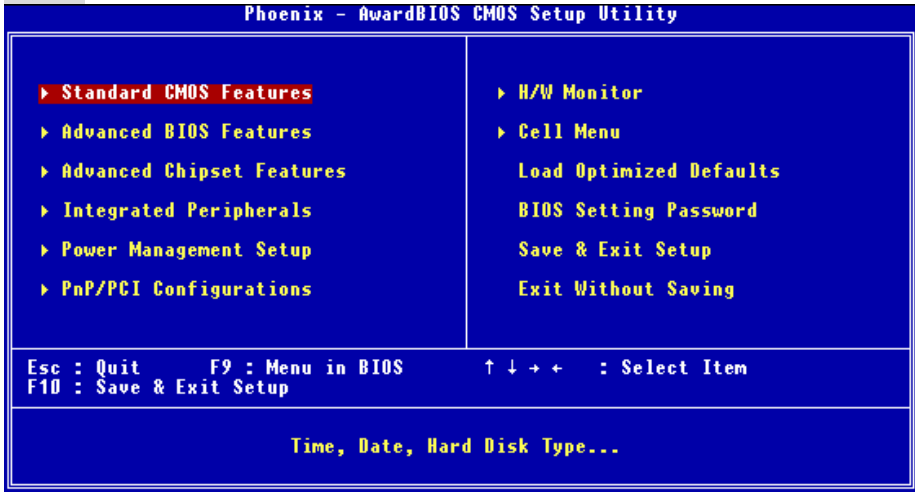 Phoenix - AwardBIOS CMOS Setup Utility
Standard CMOS Features
Advanced BIOS Features
Advanced Chipset Features
Integrated Peripherals
Power Management Setup
PnP/PCI Configurations
H/W Monitor
Cell Menu
Load Optimized Defaults
BIOS Setting Password
Save & Exit Setup
Exit Without Saving
Esc : Quit F9 : Menu in BIOS ↑ ↓ → ← : Select Item
F10 : Save & Exit Setup
Time, Date, Hard Disk Type...